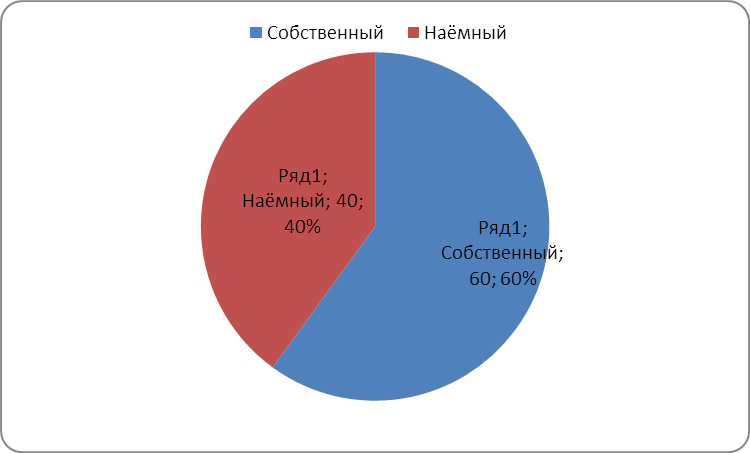 Собственный Наёмный
Ряд1;
Наёмный; 40;
40%
Ряд1;
Собственный;
60; 60%